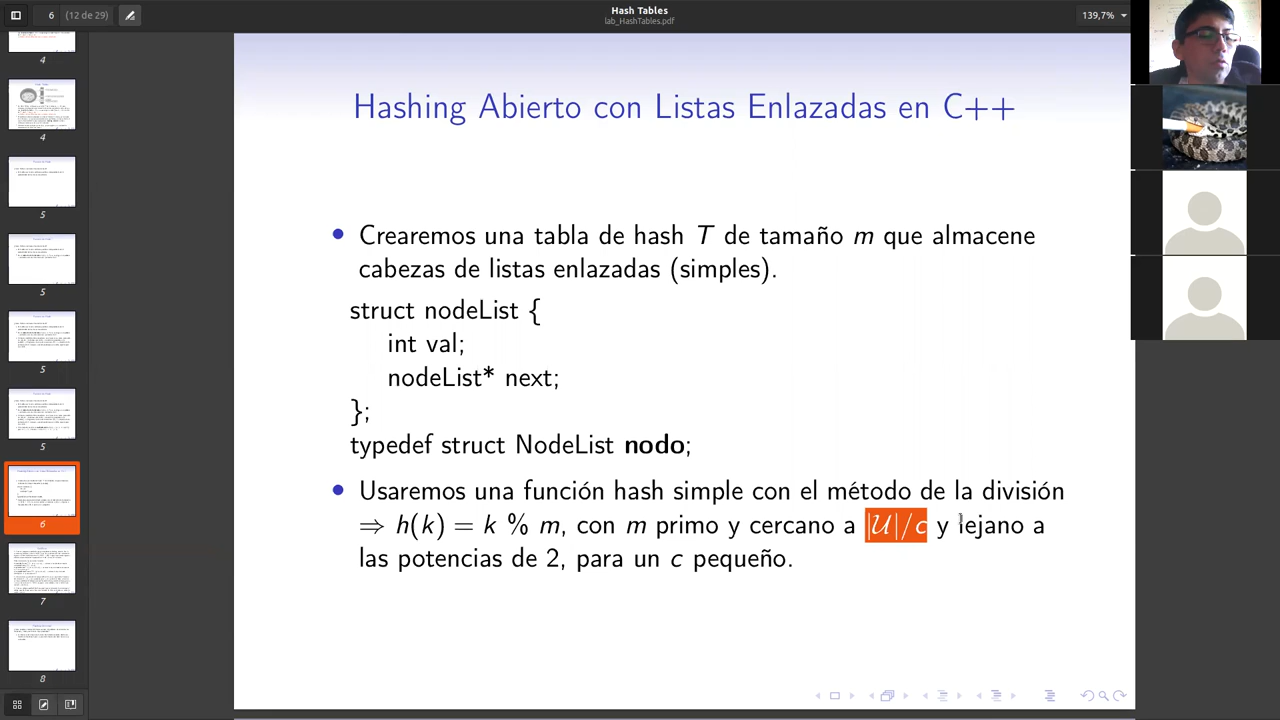 Hash Tables
lab_HashTables.pdf
6 (12 de 29)
139,7%
4
4
5
5
5
5
6
7
8
Hashing Abierto con Listas Enlazadas en C++
• Crearemos una tabla de hash T de tamaño m que almacene
cabezas de listas enlazadas (simples).
struct nodeList {
int val;
nodeList* next;
};
typedef struct NodeList nodo;
• Usaremos una función hash simple con el método de la división
⇒ h(k) = k % m, con m primo y cercano a |𝒰|/c y lejano a
las potencias de 2, para un c pequeño.